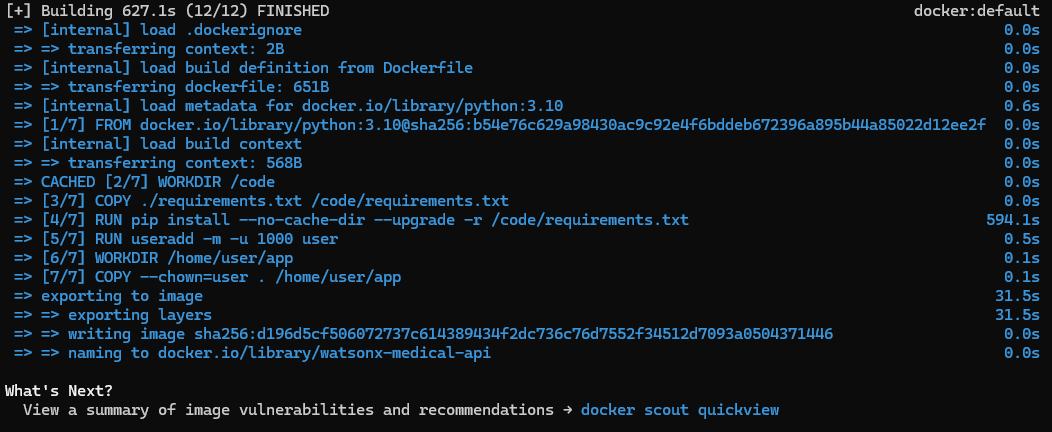 [+] Building 627.1s (12/12) FINISHED docker:default
=> [internal] load .dockerignore 0.0s
=> => transferring context: 2B 0.0s
=> [internal] load build definition from Dockerfile 0.0s
=> => transferring dockerfile: 651B 0.0s
=> [internal] load metadata for docker.io/library/python:3.10 0.6s
=> [1/7] FROM docker.io/library/python:3.10@sha256:b54e76c629a98430ac9c92e4f6bddeb672396a895b44a85022d12ee2f 0.0s
=> [internal] load build context 0.0s
=> => transferring context: 568B 0.0s
=> CACHED [2/7] WORKDIR /code 0.0s
=> [3/7] COPY ./requirements.txt /code/requirements.txt 0.0s
=> [4/7] RUN pip install --no-cache-dir --upgrade -r /code/requirements.txt 594.1s
=> [5/7] RUN useradd -m -u 1000 user 0.5s
=> [6/7] WORKDIR /home/user/app 0.1s
=> [7/7] COPY --chown=user . /home/user/app 0.1s
=> exporting to image 31.5s
=> => exporting layers 31.5s
=> => writing image sha256:d196d5cf506072737c614389434f2dc736c76d7552f34512d7093a0504371446 0.0s
=> => naming to docker.io/library/watsonx-medical-api 0.0s
What's Next?
View a summary of image vulnerabilities and recommendations → docker scout quickview